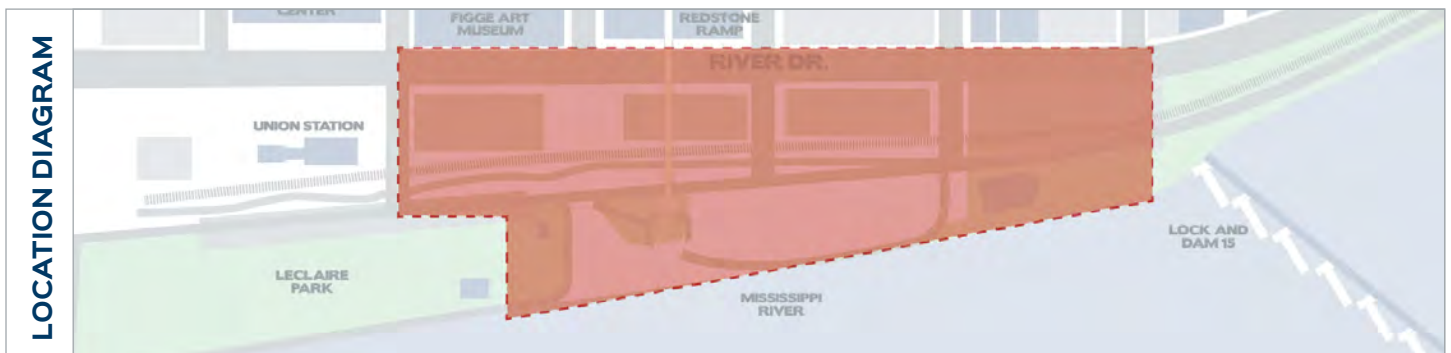 LOCATION DIAGRAM
CENTER
FIGGE ART
MUSEUM
REDSTONE
RAMP
RIVER DR.
UNION STATION
LECLAIRE
PARK
MISSISSIPPI
RIVER
LOCK AND
DAM 15